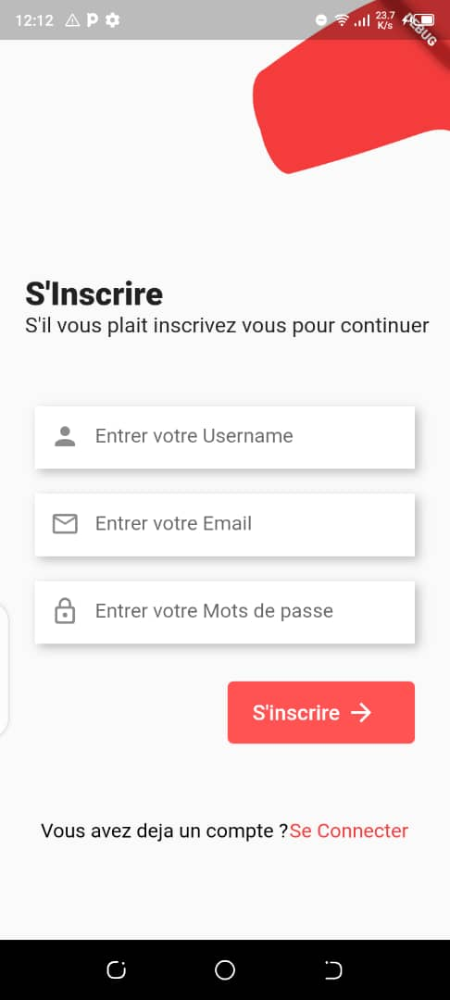 12:12
23.7
K/s
DEBUG
S'Inscrire
S'il vous plait inscrivez vous pour continuer
Entrer votre Username
Entrer votre Email
Entrer votre Mots de passe
S'inscrire
Vous avez deja un compte ?Se Connecter